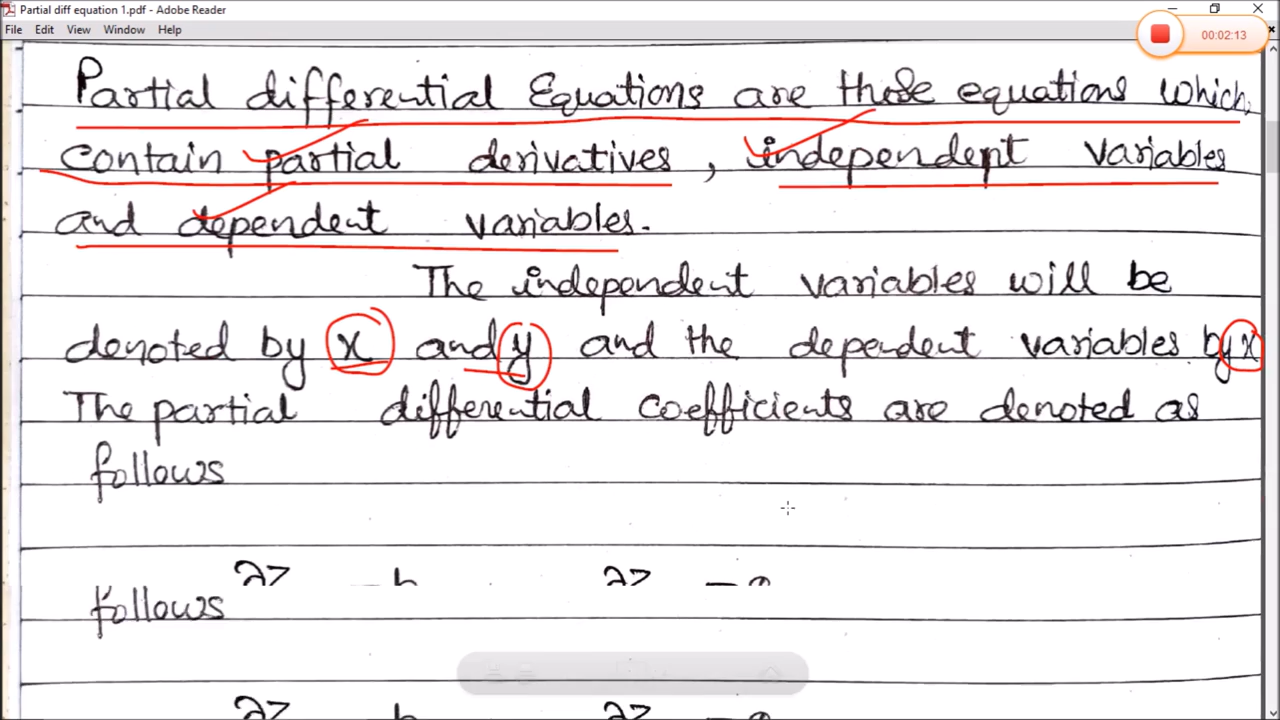 Partial diff equation 1.pdf - Adobe Reader
File Edit View Window Help
00:02:13
Partial differential Equations are those equations which
contain partial derivatives, independent variables
and dependent variables.
The independent variables will be
denoted by x and y and the dependent variables by x
The partial differential coefficients are denoted as
follows
follows